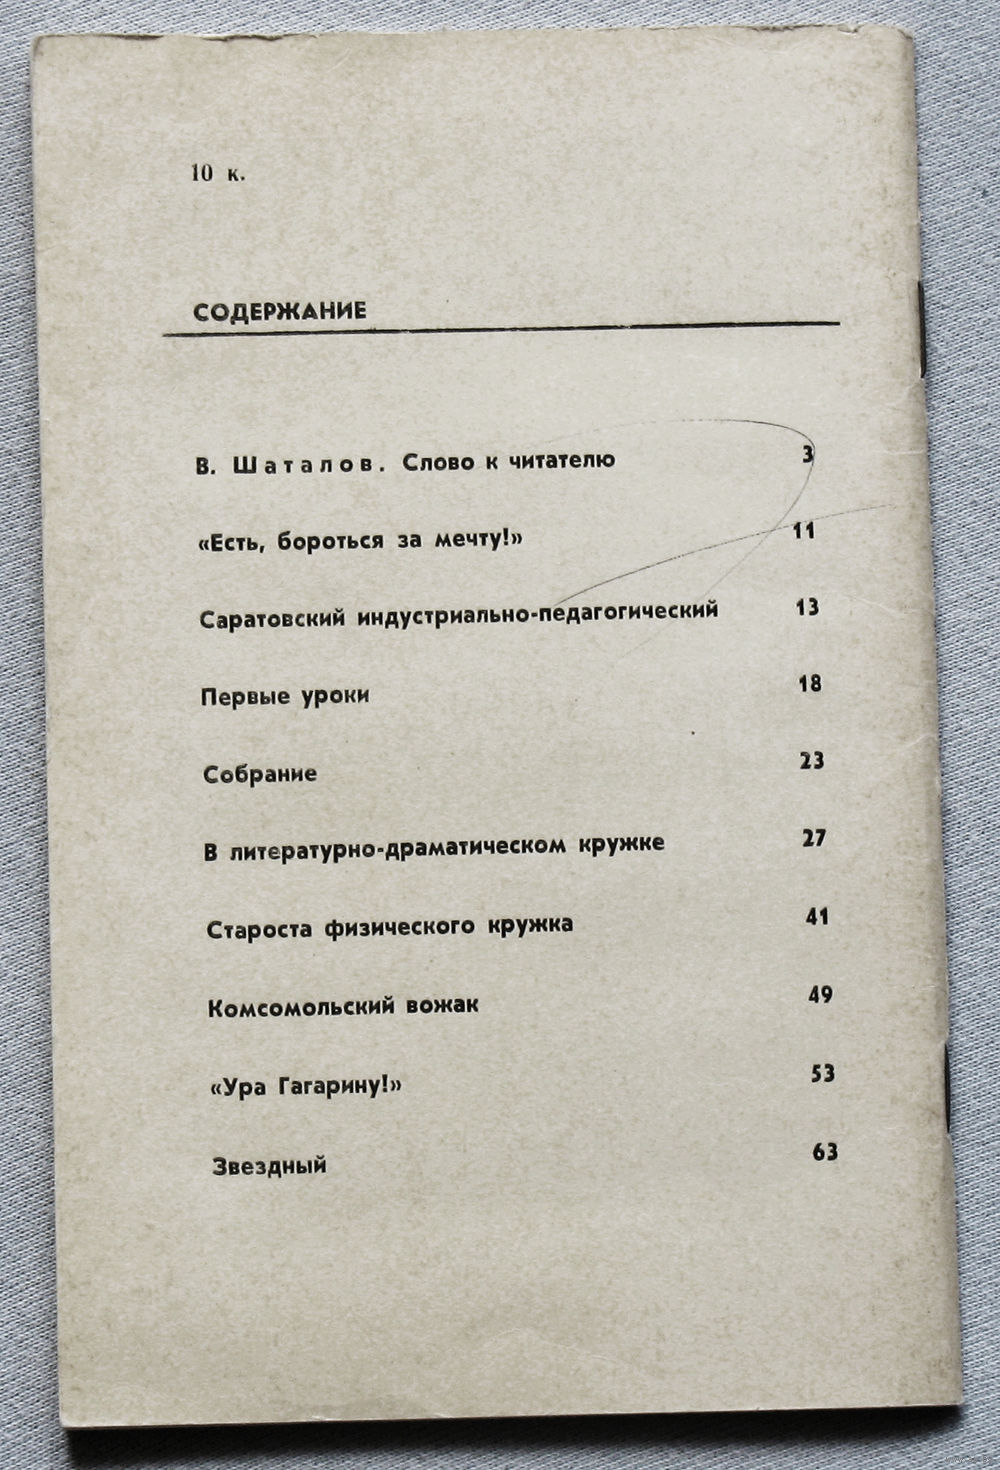 10 к.
СОДЕРЖАНИЕ
В. Шаталов. Слово к читателю 3
«Есть, бороться за мечту!» 11
Саратовский индустриально-педагогический 13
Первые уроки 18
Собрание 23
В литературно-драматическом кружке 27
Староста физического кружка 41
Комсомольский вожак 49
«Ура Гагарину!» 53
Звездный 63